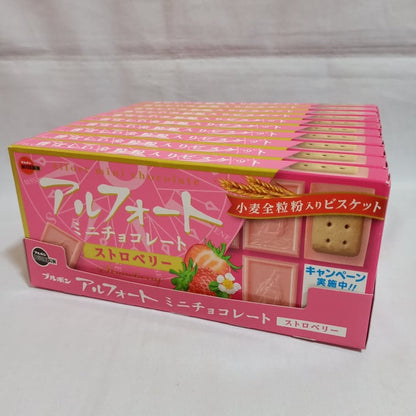 mini chocolate
アルフォート
ミニチョコレート
ストロベリー
小麦全粒粉入りビスケット
キャンペーン
実施中!!
ブルボン アルフォート ミニチョコレート ストロベリー